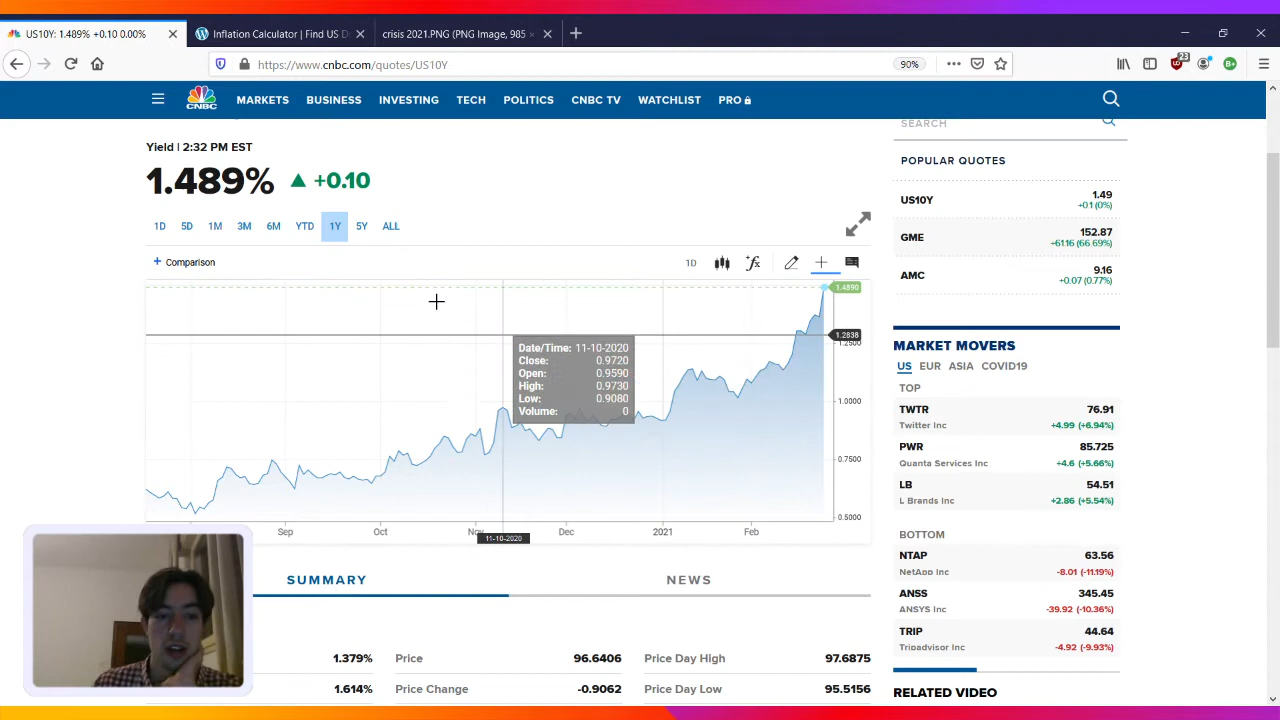 US10Y: 1.489% +0.10 0.00%
Inflation Calculator | Find US D
crisis 2021.PNG (PNG Image, 985
https://www.cnbc.com/quotes/US10Y
90%
23
B+
CNBC
MARKETS BUSINESS INVESTING TECH POLITICS CNBC TV WATCHLIST PRO
SEARCH
Yield | 2:32 PM EST
1.489% +0.10
1D 5D 1M 3M 6M YTD 1Y 5Y ALL
+ Comparison
1D
fx
1.4890
1.2838
1.2500
1.0000
0.7500
0.5000
Date/Time: 11-10-2020
Close: 0.9720
Open: 0.9590
High: 0.9730
Low: 0.9080
Volume: 0
Sep Oct Nov Dec 2021 Feb
11-10-2020
SUMMARY NEWS
1.379% Price 96.6406 Price Day High 97.6875
1.614% Price Change -0.9062 Price Day Low 95.5156
POPULAR QUOTES
US10Y 1.49
+0.1 (0%)
GME 152.87
+61.16 (66.69%)
AMC 9.16
+0.07 (0.77%)
MARKET MOVERS
US EUR ASIA COVID19
TOP
TWTR 76.91
Twitter Inc +4.99 (+6.94%)
PWR 85.725
Quanta Services Inc +4.6 (+5.66%)
LB 54.51
L Brands Inc +2.86 (+5.54%)
BOTTOM
NTAP 63.56
NetApp Inc -8.01 (-11.19%)
ANSS 345.45
ANSYS Inc -39.92 (-10.36%)
TRIP 44.64
Tripadvisor Inc -4.92 (-9.93%)
RELATED VIDEO